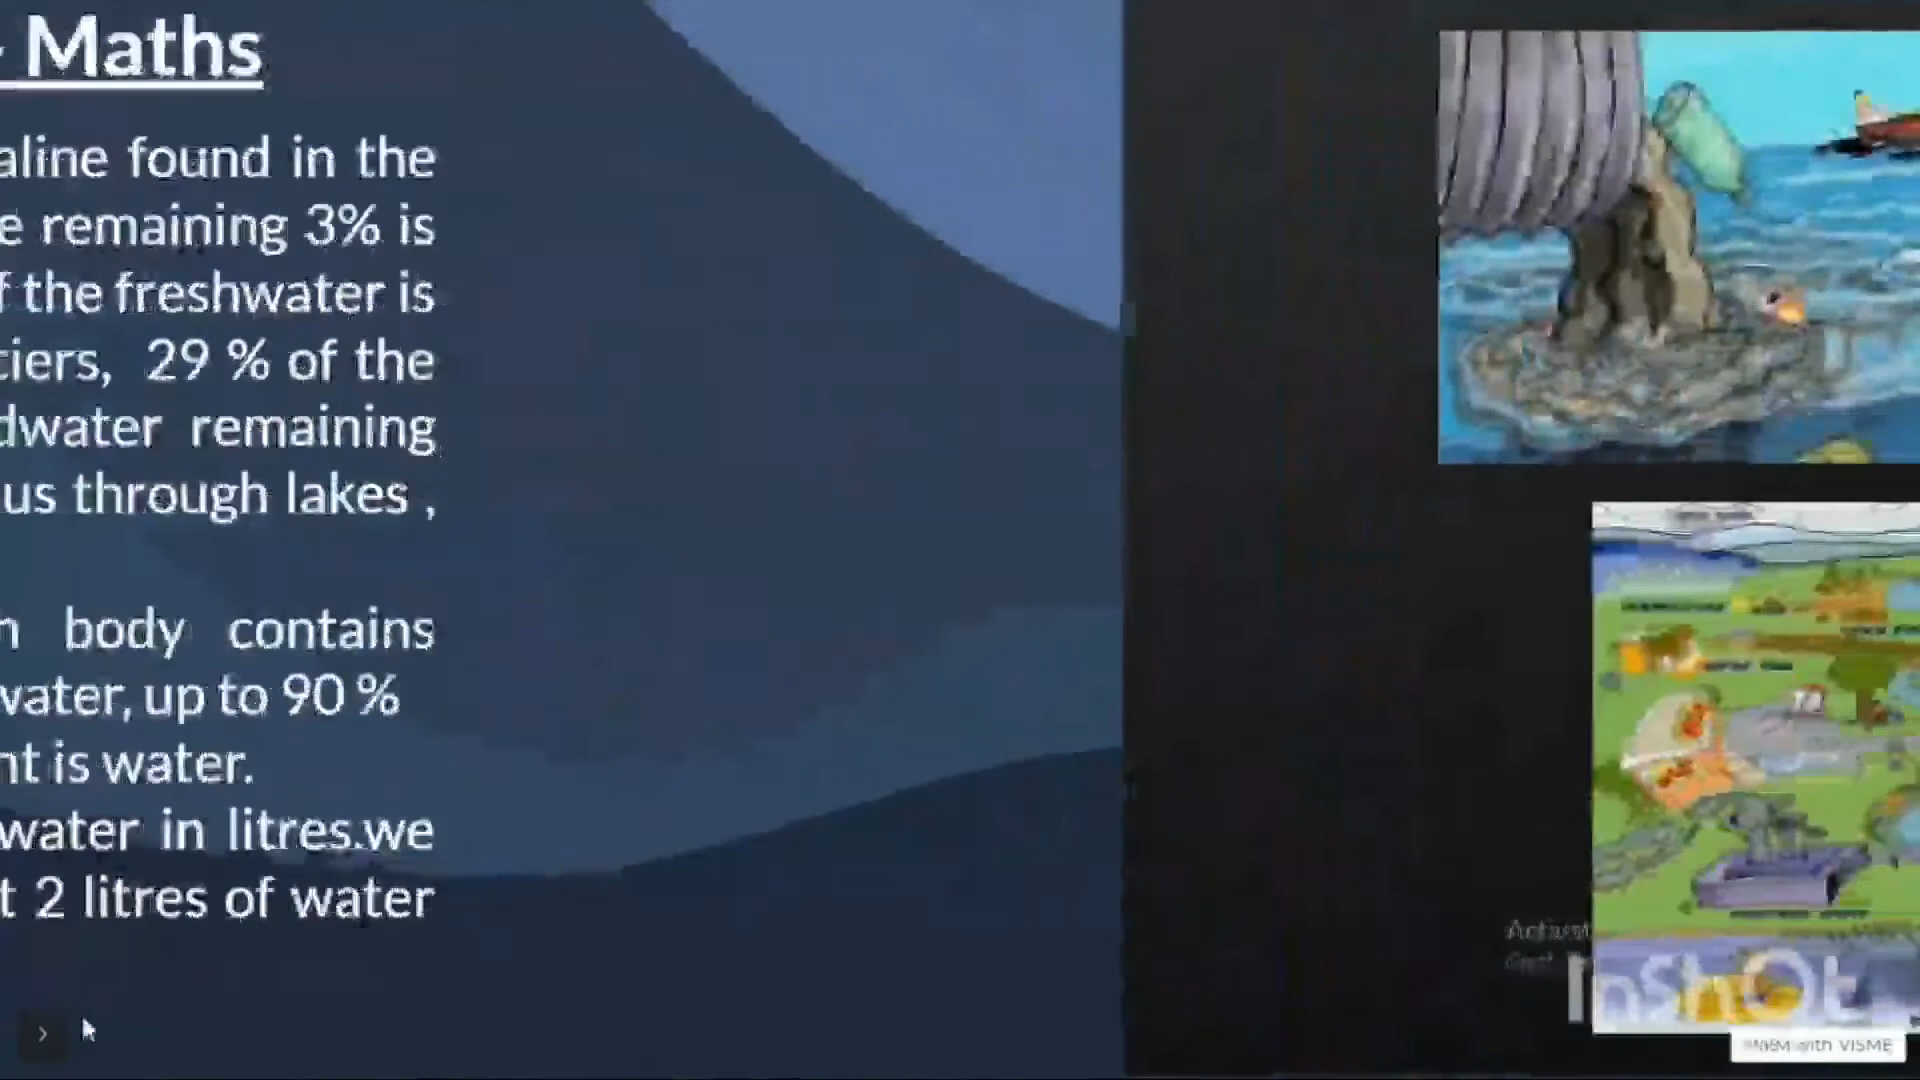 - Maths
aline found in the
e remaining 3% is
f the freshwater is
ciers, 29 % of the
dwater remaining
us through lakes ,
h body contains
water, up to 90 %
nt is water.
water in litres.we
t 2 litres of water
InShOt
Made with VISME